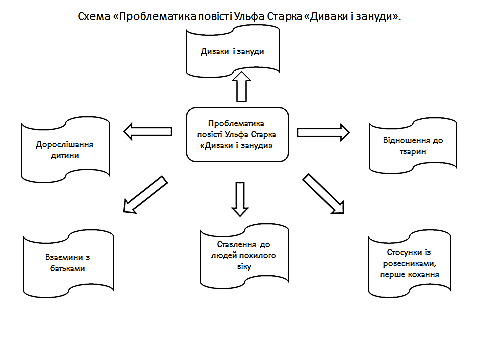 Схема «Проблематика повісті Ульфа Старка «Диваки і зануди».
Диваки і зануди
Проблематика
повісті Ульфа Старка
«Диваки і зануди»
Дорослішання
дитини
Відношення до
тварин
Взаємини з
батьками
Ставлення до
людей похилого
віку
Стосунки із
ровесниками,
перше кохання